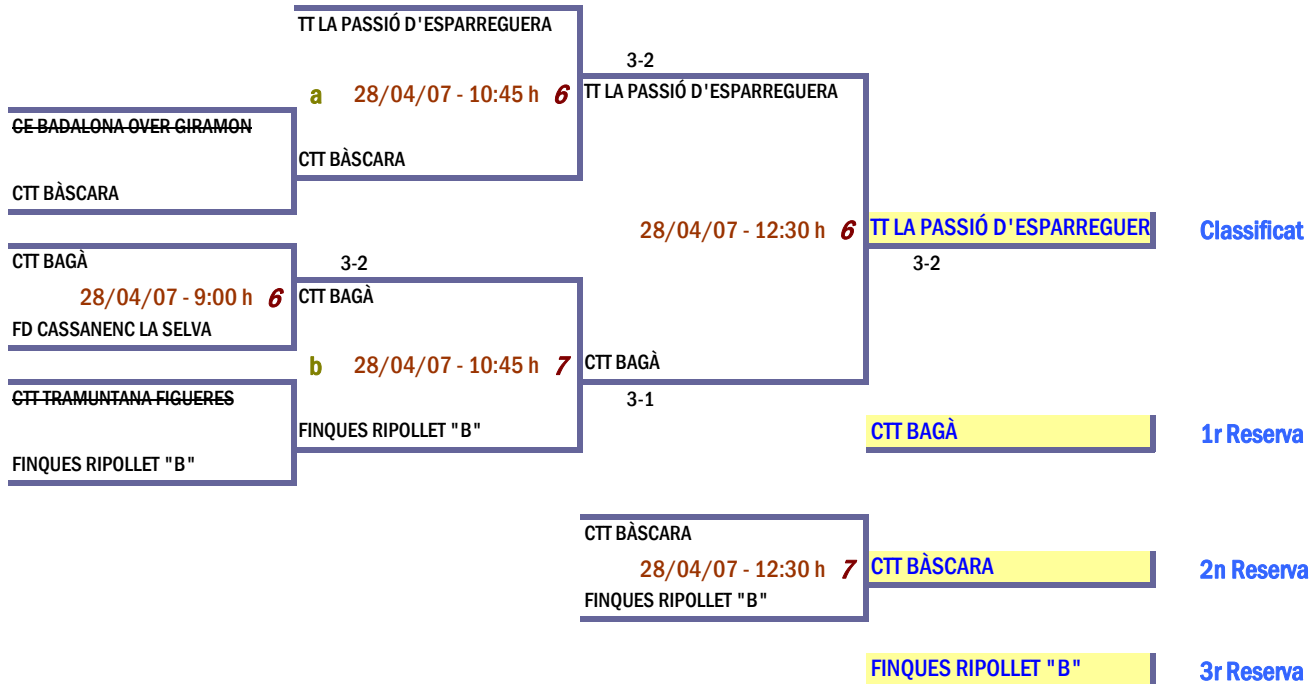 TT LA PASSIÓ D'ESPARREGUERA
3-2
a 28/04/07 - 10:45 h 6 TT LA PASSIÓ D'ESPARREGUERA
CE BADALONA OVER GIRAMON
CTT BÀSCARA
CTT BÀSCARA
28/04/07 - 12:30 h 6 TT LA PASSIÓ D'ESPARREGUER Classificat
CTT BAGÀ 3-2 3-2
28/04/07 - 9:00 h 6 CTT BAGÀ
FD CASSANENC LA SELVA
b 28/04/07 - 10:45 h 7 CTT BAGÀ
CTT TRAMUNTANA FIGUERES 3-1
FINQUES RIPOLLET "B" CTT BAGÀ 1r Reserva
FINQUES RIPOLLET "B"
CTT BÀSCARA
28/04/07 - 12:30 h 7 CTT BÀSCARA 2n Reserva
FINQUES RIPOLLET "B"
FINQUES RIPOLLET "B" 3r Reserva